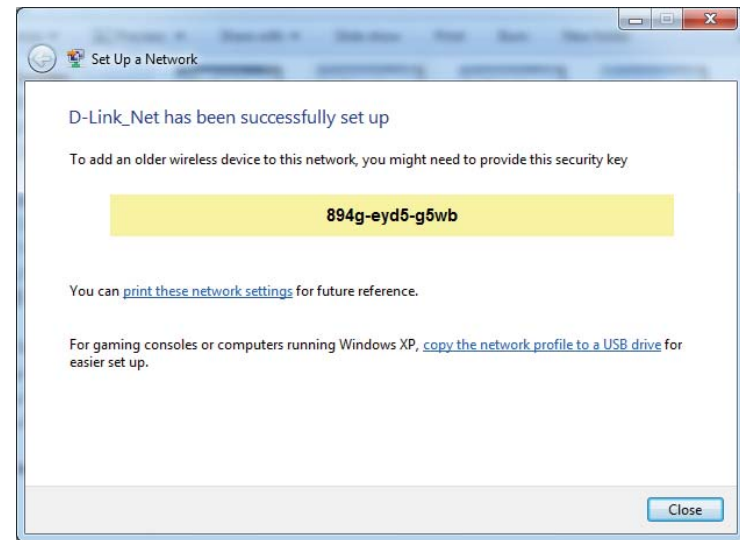 Set Up a Network
D-Link_Net has been successfully set up
To add an older wireless device to this network, you might need to provide this security key
894g-eyd5-g5wb
You can print these network settings for future reference.
For gaming consoles or computers running Windows XP, copy the network profile to a USB drive for
easier set up.
Close